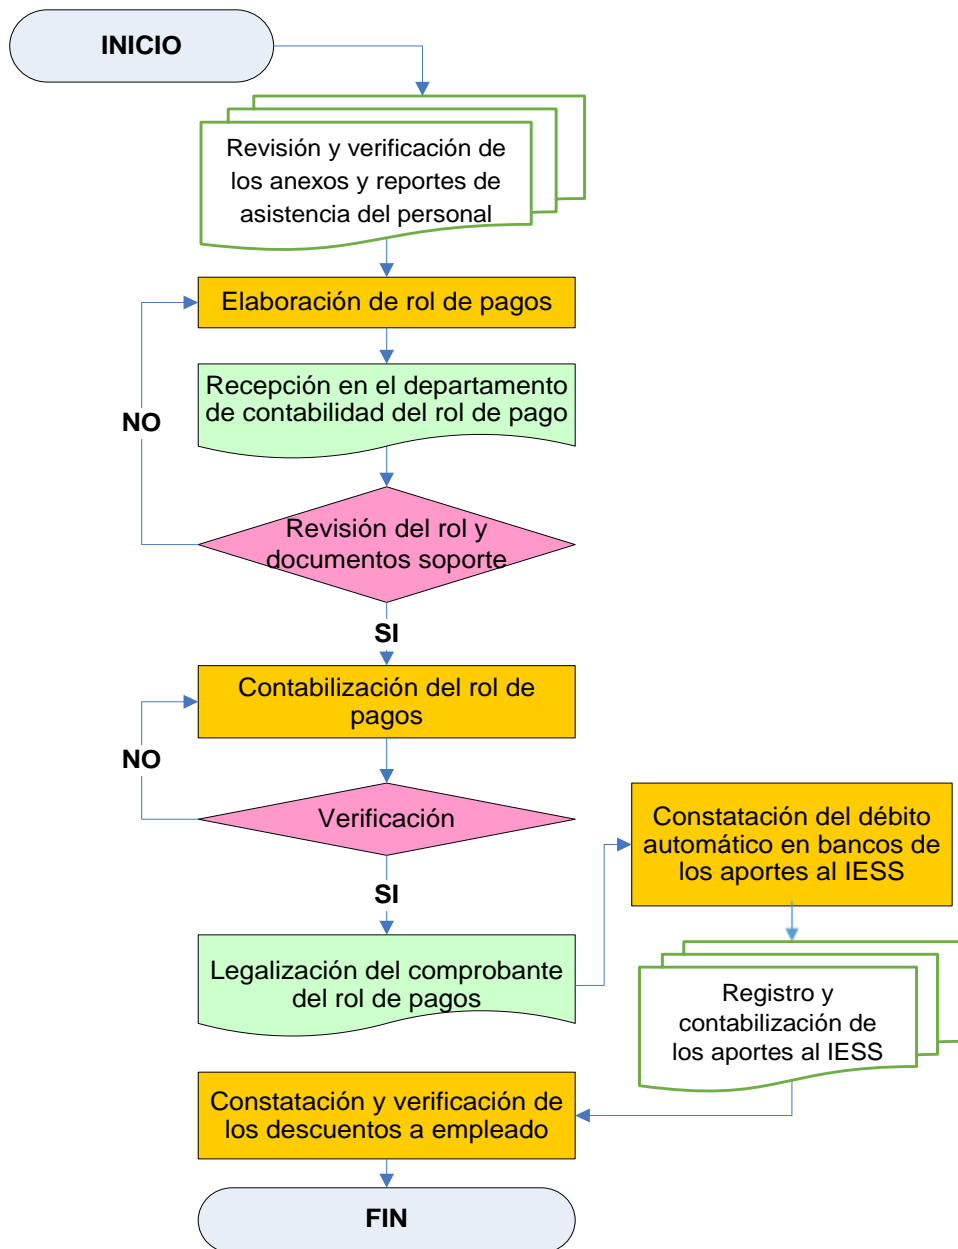 INICIO
Revisión y verificación de
los anexos y reportes de
asistencia del personal
Elaboración de rol de pagos
Recepción en el departamento
de contabilidad del rol de pago
NO
Revisión del rol y
documentos soporte
SI
Contabilización del rol de
pagos
NO
Verificación
SI
Constatación del débito
automático en bancos de
los aportes al IESS
Legalización del comprobante
del rol de pagos
Registro y
contabilización de
los aportes al IESS
Constatación y verificación de
los descuentos a empleado
FIN